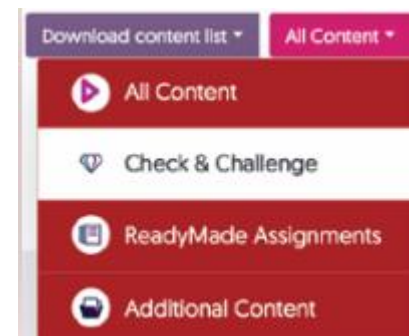 Download content list All Content
All Content
Check & Challenge
ReadyMade Assignments
Additional Content